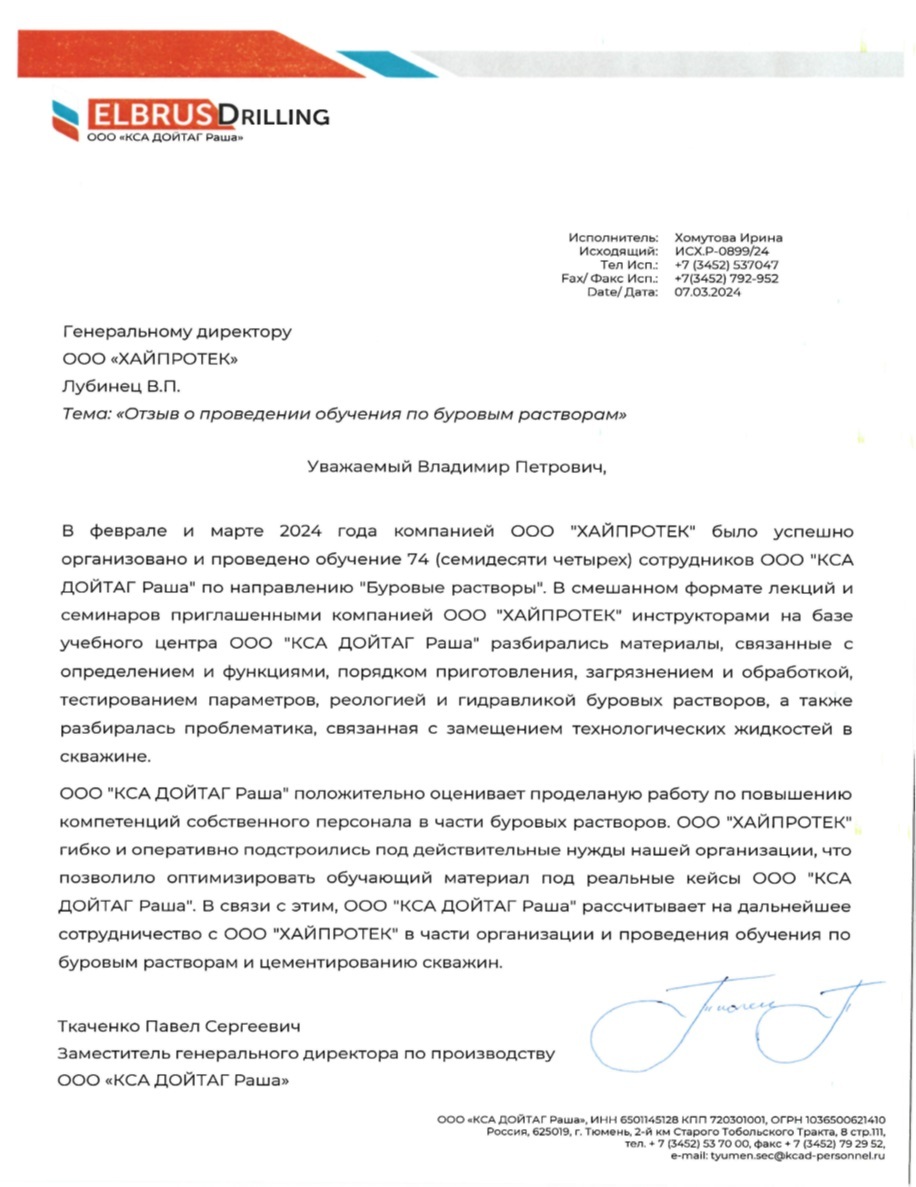 ELBRUS DRILLING
ООО «КСА ДОЙТАГ Раша»
Исполнитель: Хомутова Ирина
Исходящий: ИСХ.Р-0899/24
Тел Исп.: +7 (3452) 537047
Fax/ Факс Исп.: +7(3452) 792-952
Date/ Дата: 07.03.2024
Генеральному директору
ООО «ХАЙПРОТЕК»
Лубинец В.П.
Тема: «Отзыв о проведении обучения по буровым растворам»
Уважаемый Владимир Петрович,
В феврале и марте 2024 года компанией ООО "ХАЙПРОТЕК" было успешно
организовано и проведено обучение 74 (семидесяти четырех) сотрудников ООО "КСА
ДОЙТАГ Раша" по направлению "Буровые растворы". В смешанном формате лекций и
семинаров приглашенными компанией ООО "ХАЙПРОТЕК" инструкторами на базе
учебного центра ООО "КСА ДОЙТАГ Раша" разбирались материалы, связанные с
определением и функциями, порядком приготовления, загрязнением и обработкой,
тестированием параметров, реологией и гидравликой буровых растворов, а также
разбиралась проблематика, связанная с замещением технологических жидкостей в
скважине.
ООО "КСА ДОЙТАГ Раша" положительно оценивает проделаную работу по повышению
компетенций собственного персонала в части буровых растворов. ООО "ХАЙПРОТЕК"
гибко и оперативно подстроились под действительные нужды нашей организации, что
позволило оптимизировать обучающий материал под реальные кейсы ООО "КСА
ДОЙТАГ Раша". В связи с этим, ООО "КСА ДОЙТАГ Раша" рассчитывает на дальнейшее
сотрудничество с ООО "ХАЙПРОТЕК" в части организации и проведения обучения по
буровым растворам и цементированию скважин.
Ткаченко Павел Сергеевич
Заместитель генерального директора по производству
ООО «КСА ДОЙТАГ Раша»
ООО «КСА ДОЙТАГ Раша», ИНН 6501145128 КПП 720301001, ОГРН 1036500621410
Россия, 625019, г. Тюмень, 2-й км Старого Тобольского Тракта, 8 стр.111,
тел. + 7 (3452) 53 70 00, факс + 7 (3452) 79 29 52,
e-mail: tyumen.sec@kcad-personnel.ru